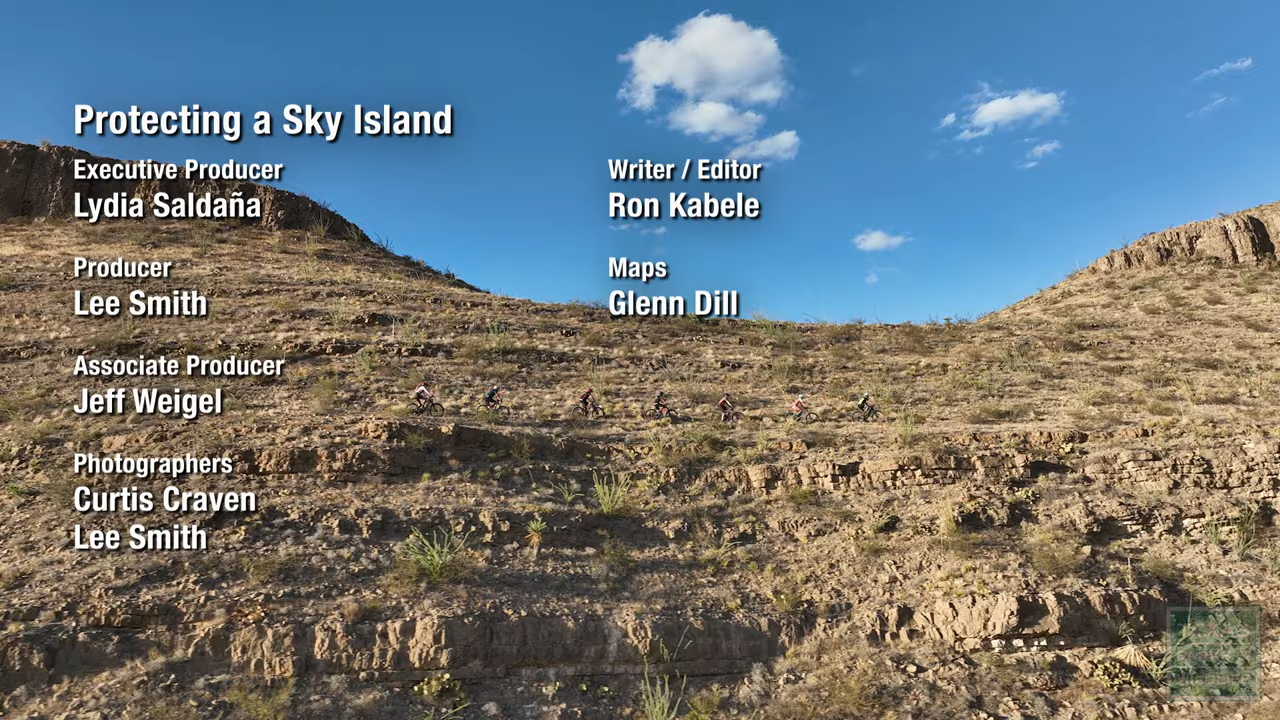 Protecting a Sky Island
Executive Producer
Lydia Saldaña
Producer
Lee Smith
Associate Producer
Jeff Weigel
Photographers
Curtis Craven
Lee Smith
Writer / Editor
Ron Kabele
Maps
Glenn Dill